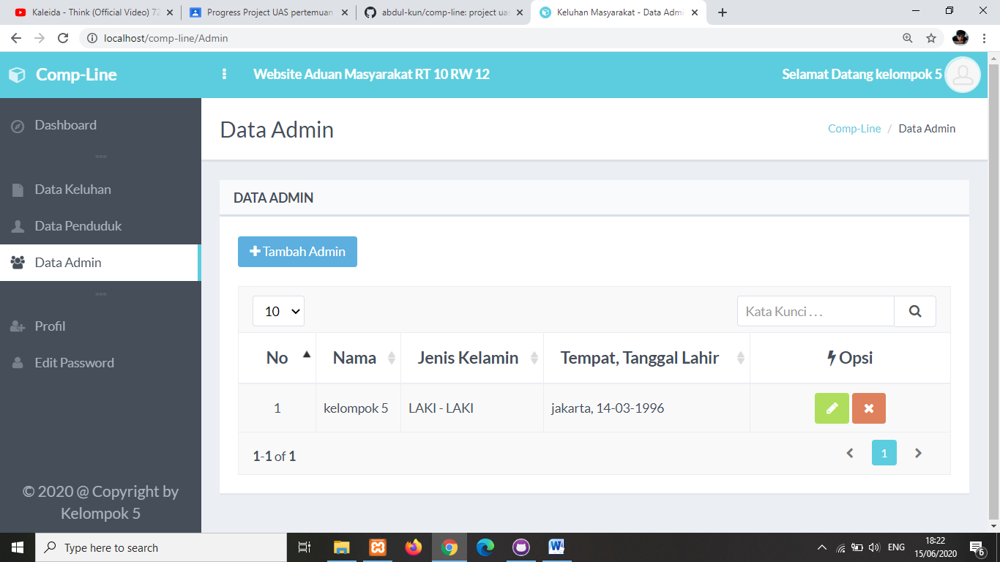 Kaleida - Think (Official Video) 72
Progress Project UAS pertemuan
abdul-kun/comp-line: project uas
Keluhan Masyarakat - Data Admi
localhost/comp-line/Admin
Comp-Line
Website Aduan Masyarakat RT 10 RW 12
Selamat Datang kelompok 5
Dashboard
Data Keluhan
Data Penduduk
Data Admin
Profil
Edit Password
© 2020 @ Copyright by
Kelompok 5
Data Admin
Comp-Line / Data Admin
DATA ADMIN
Tambah Admin
10
Kata Kunci . . .
No Nama Jenis Kelamin Tempat, Tanggal Lahir Opsi
1 kelompok 5 LAKI - LAKI jakarta, 14-03-1996
1-1 of 1
1
Type here to search
ENG
18:22
15/06/2020
6